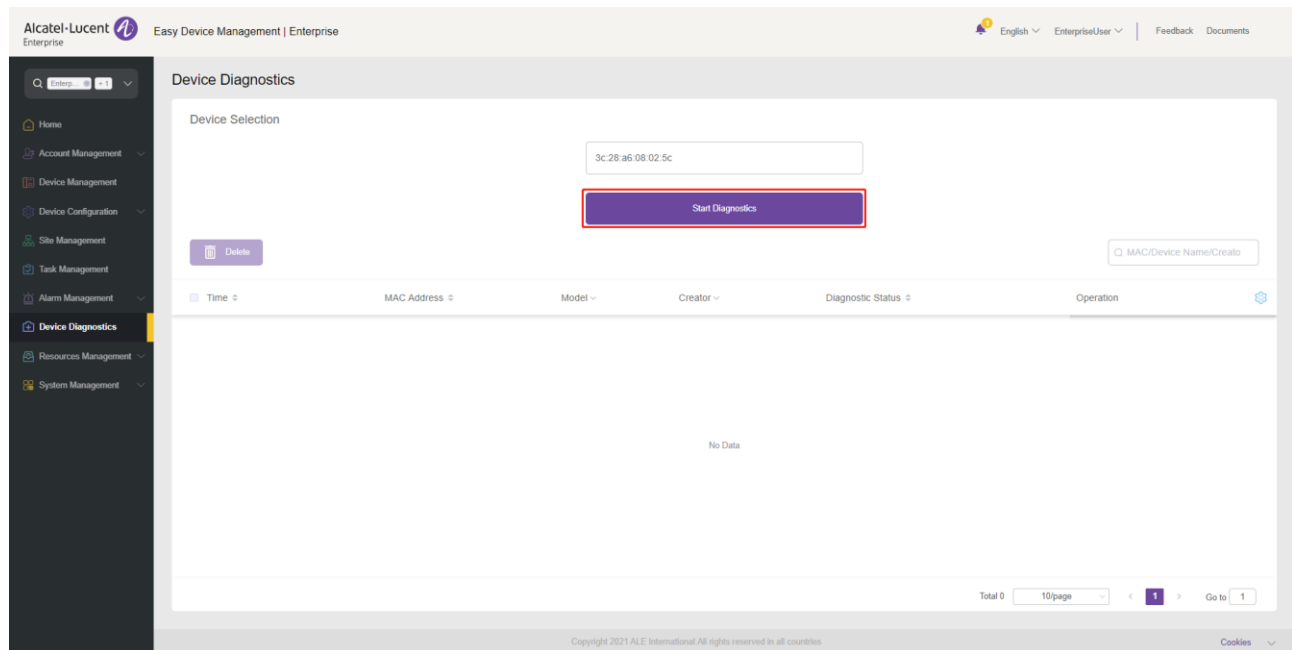 Alcatel·Lucent
Enterprise
Easy Device Management | Enterprise
3
English
EnterpriseUser
Feedback
Documents
Enterp...
+ 1
Home
Account Management
Device Management
Device Configuration
Site Management
Task Management
Alarm Management
Device Diagnostics
Resources Management
System Management
Device Diagnostics
Device Selection
3c:28:a6:08:02:5c
Start Diagnostics
Delete
MAC/Device Name/Creato
Time
MAC Address
Model
Creator
Diagnostic Status
Operation
No Data
Total 0
10/page
1
Go to
1
Copyright 2021 ALE International.All rights reserved in all countries
Cookies